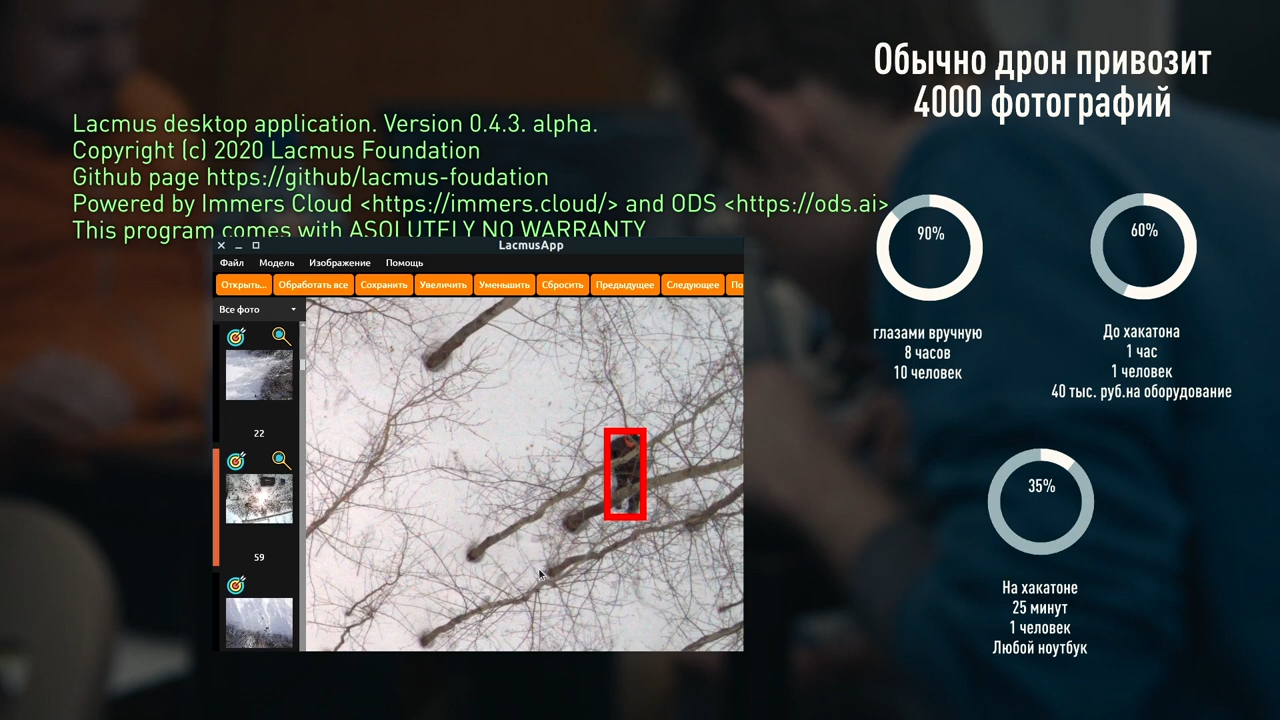 Обычно дрон привозит
4000 фотографий
Lacmus desktop application. Version 0.4.3. alpha.
Copyright (c) 2020 Lacmus Foundation
Github page https://github/lacmus-foudation
Powered by Immers Cloud <https://immers.cloud/> and ODS <https://ods.ai>
This program comes with ASOLUTELY NO WARRANTY
LacmusApp
Файл Модель Изображение Помощь
Открыть... Обработать все Сохранить Увеличить Уменьшить Сбросить Предыдущее Следующее По
Все фото
22
59
90%
глазами вручную
8 часов
10 человек
60%
До хакатона
1 час
1 человек
40 тыс. руб.на оборудование
35%
На хакатоне
25 минут
1 человек
Любой ноутбук